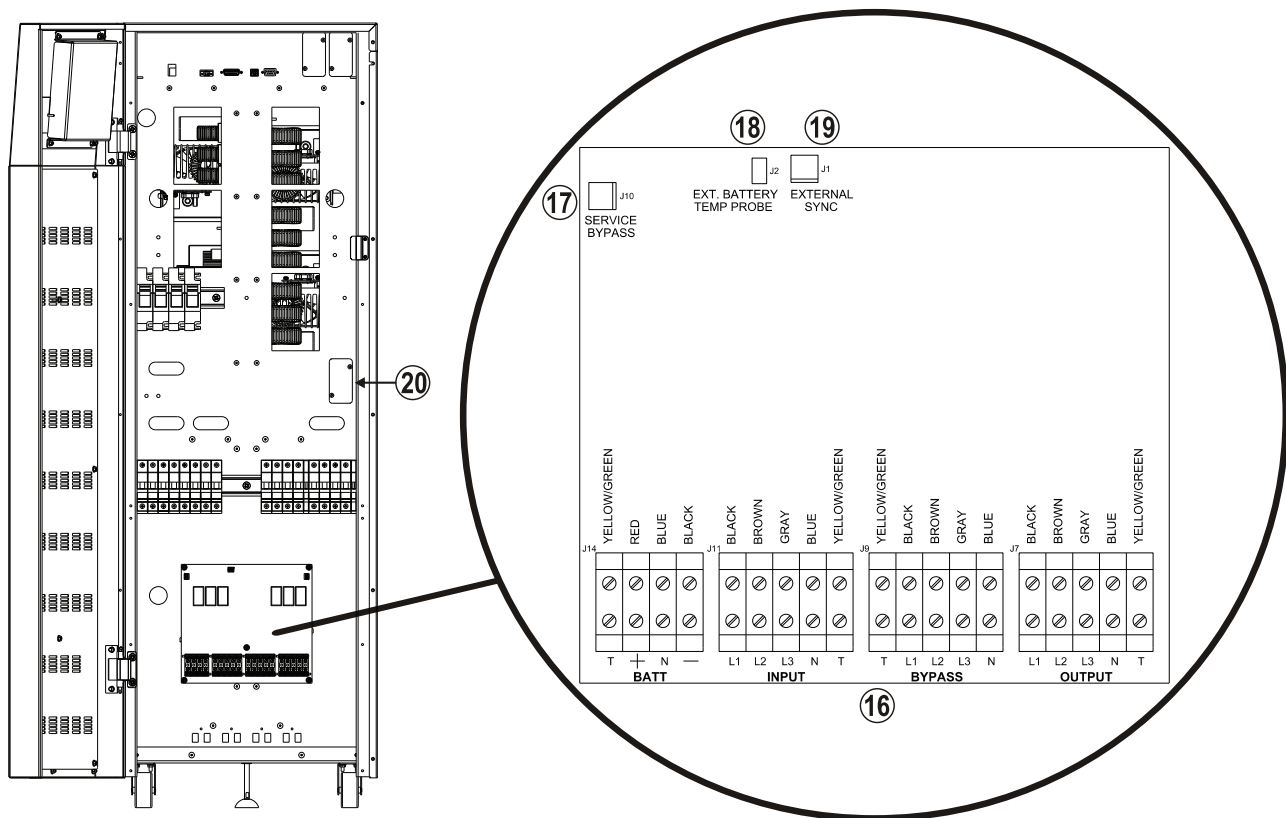 18
19
17
J10
SERVICE
BYPASS
J2
EXT. BATTERY
TEMP PROBE
J1
EXTERNAL
SYNC
20
J14
YELLOW/GREEN
RED
BLUE
BLACK
J11
BLACK
BROWN
GRAY
BLUE
YELLOW/GREEN
J9
YELLOW/GREEN
BLACK
BROWN
GRAY
BLUE
J7
BLACK
BROWN
GRAY
BLUE
YELLOW/GREEN
T + N −
BATT
L1 L2 L3 N T
INPUT
T L1 L2 L3 N
BYPASS
L1 L2 L3 N T
OUTPUT
16